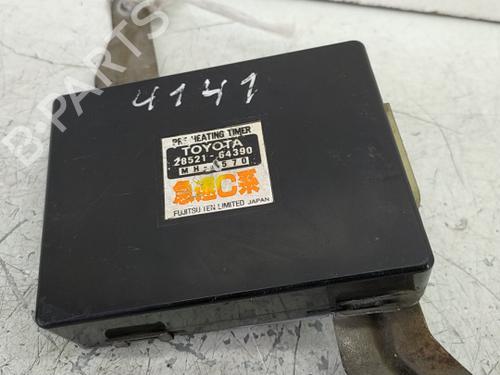 4141
PRE HEATING TIMER
TOYOTA
28521-64390
急速C系
FUJITSU TEN LIMITED JAPAN
B-PARTS